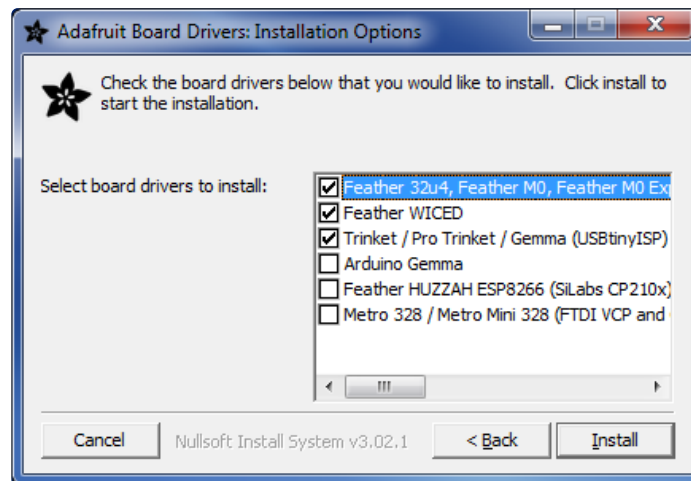 Adafruit Board Drivers: Installation Options
Check the board drivers below that you would like to install. Click install to
start the installation.
Select board drivers to install:
Feather 32u4, Feather M0, Feather M0
Feather WICED
Trinket / Pro Trinket / Gemma (USBtinyISP)
Arduino Gemma
Feather HUZZAH ESP8266 (SiLabs CP210x)
Metro 328 / Metro Mini 328 (FTDI VCP and
Cancel
Nullsoft Install System v3.02.1
< Back
Install